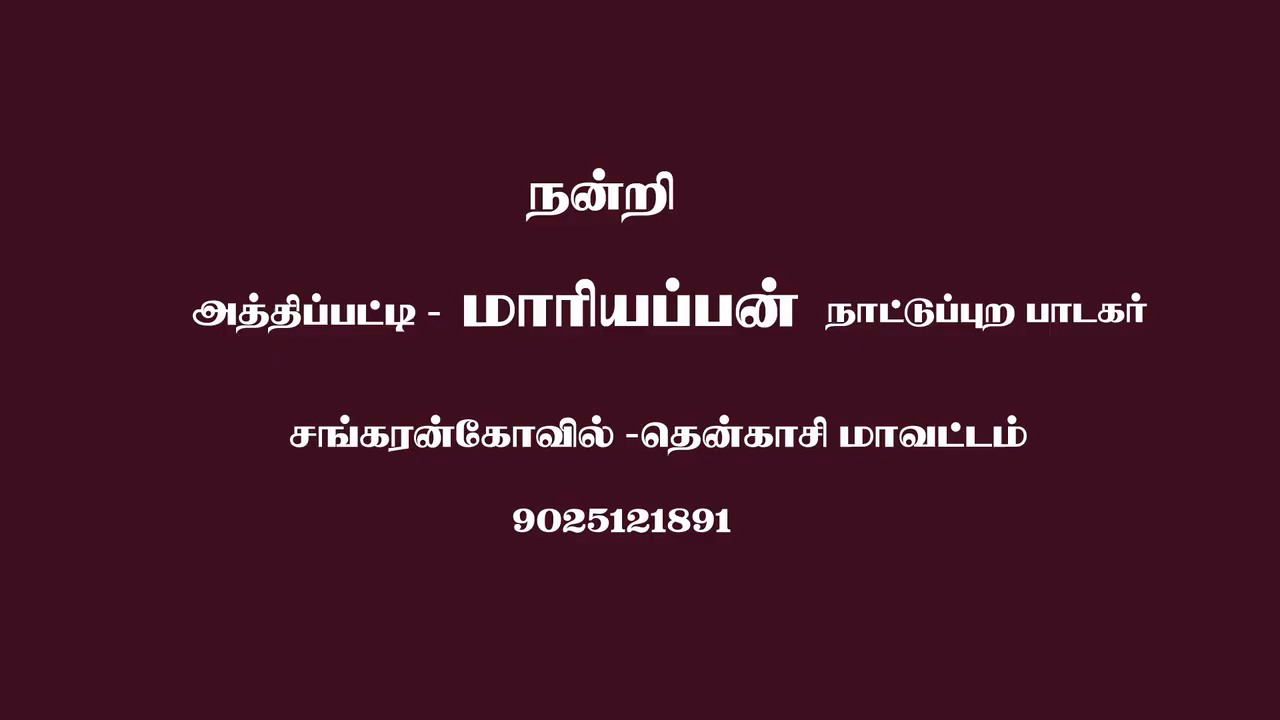 நன்றி
அத்திப்பட்டி - மாரியப்பன் நாட்டுப்புற பாடகர்
சங்கரன்கோவில் -தென்காசி மாவட்டம்
9025121891